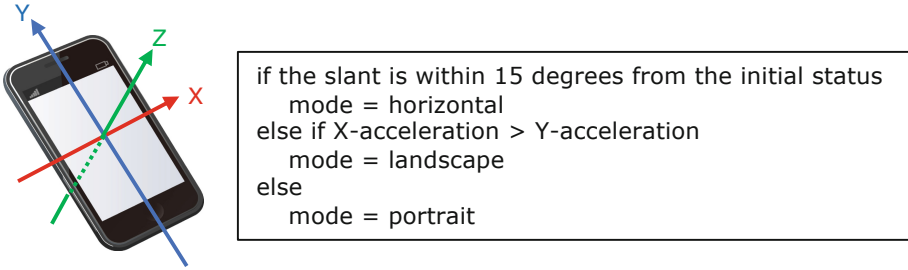 Y
Z
X
if the slant is within 15 degrees from the initial status
mode = horizontal
else if X-acceleration > Y-acceleration
mode = landscape
else
mode = portrait